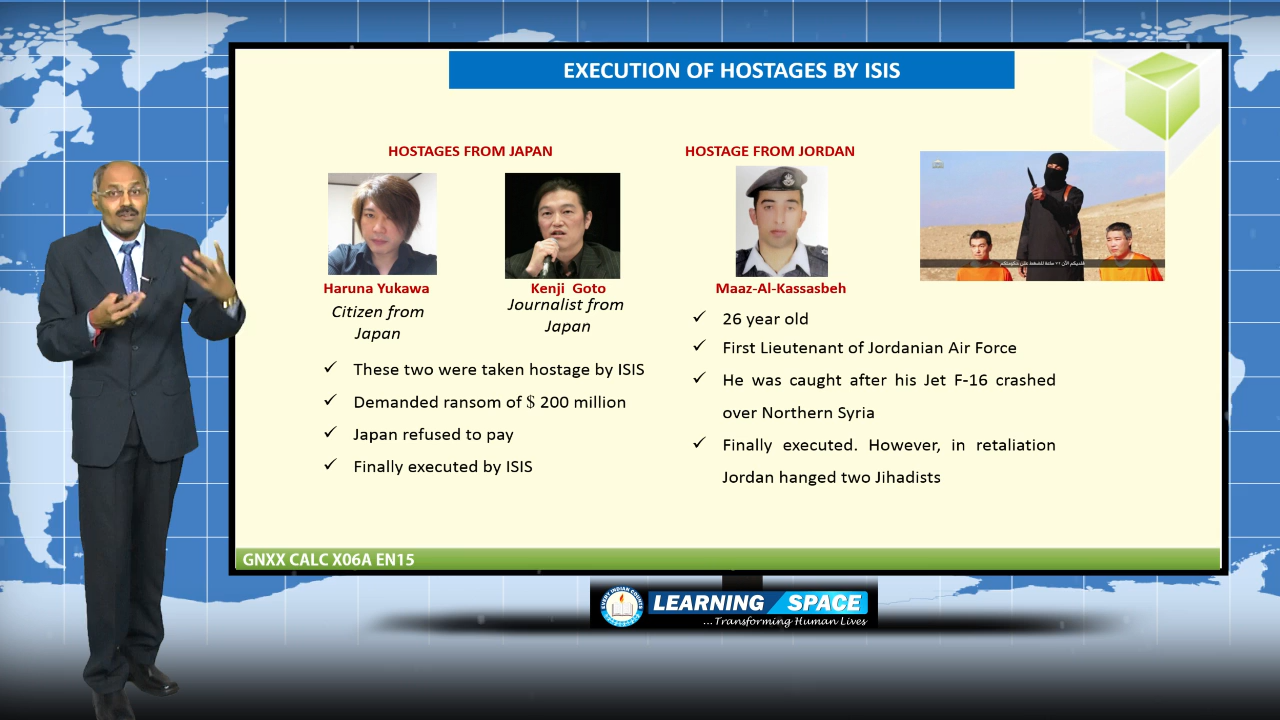 EXECUTION OF HOSTAGES BY ISIS
HOSTAGES FROM JAPAN
Haruna Yukawa
Citizen from
Japan
Kenji Goto
Journalist from
Japan
✓ These two were taken hostage by ISIS
✓ Demanded ransom of $ 200 million
✓ Japan refused to pay
✓ Finally executed by ISIS
HOSTAGE FROM JORDAN
Maaz-Al-Kassasbeh
✓ 26 year old
✓ First Lieutenant of Jordanian Air Force
✓ He was caught after his Jet F-16 crashed
over Northern Syria
✓ Finally executed. However, in retaliation
Jordan hanged two Jihadists
GNXX CALC X06A EN15
EVERY INDIAN COUNTS
LEARNING SPACE
...Transforming Human Lives